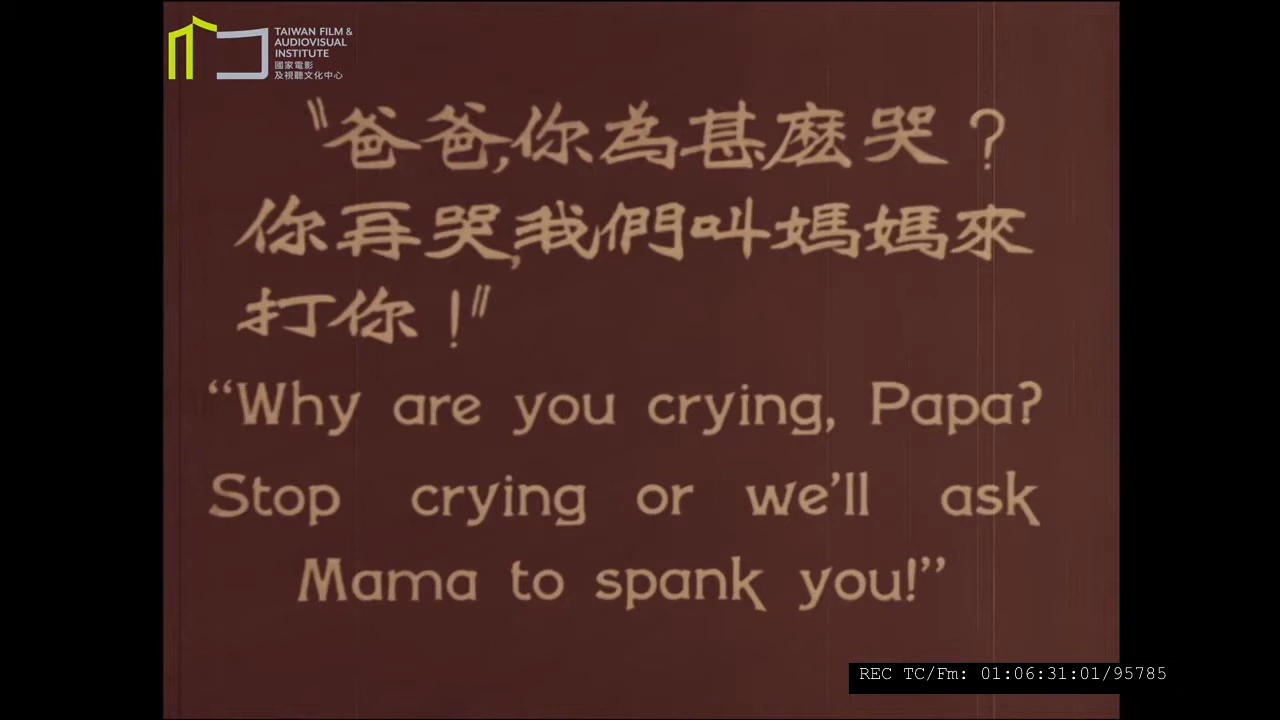 TAIWAN FILM &
AUDIOVISUAL
INSTITUTE
國家電影
及視聽文化中心
"爸爸,你為甚麼哭?
你再哭,我們叫媽媽來
打你!"
“Why are you crying, Papa?
Stop crying or we’ll ask
Mama to spank you!”
REC TC/Fm: 01:06:31:01/95785